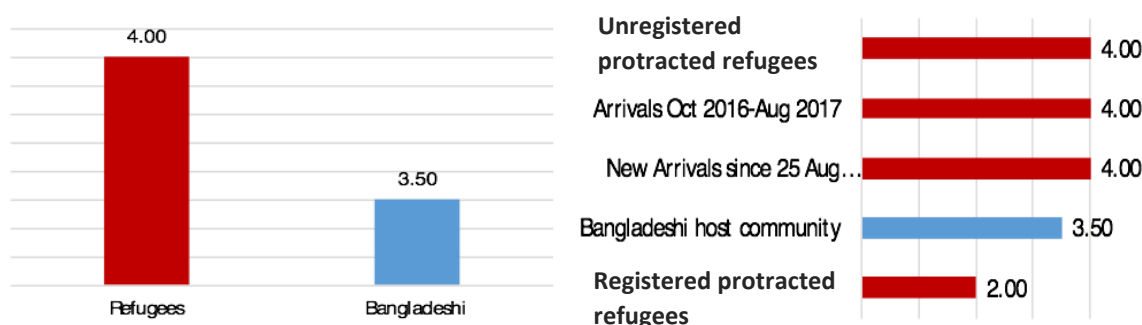 4.00
3.50
Refugees
Bangladeshi
Unregistered
protracted refugees
4.00
Arrivals Oct 2016-Aug 2017
4.00
New Arrivals since 25 Aug...
4.00
Bangladeshi host community
3.50
Registered protracted
refugees
2.00